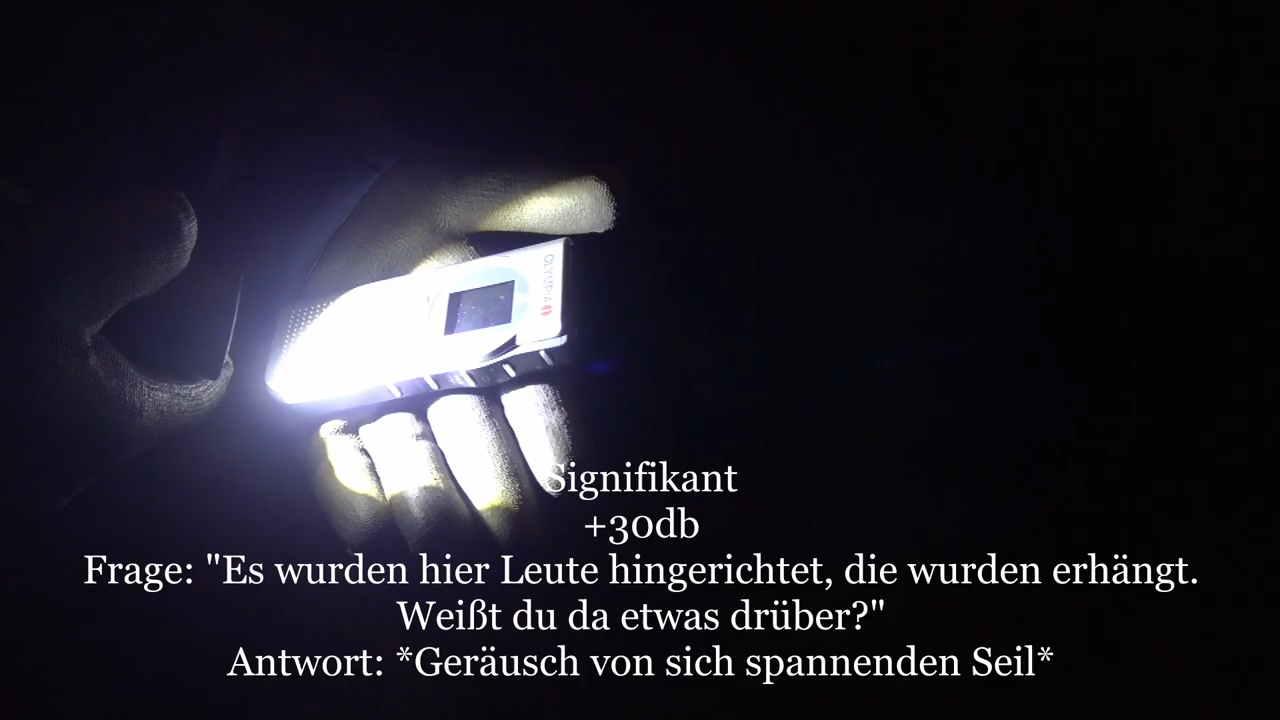 OLYMPIA
Signifikant
+30db
Frage: "Es wurden hier Leute hingerichtet, die wurden erhängt.
Weißt du da etwas drüber?"
Antwort: *Geräusch von sich spannenden Seil*